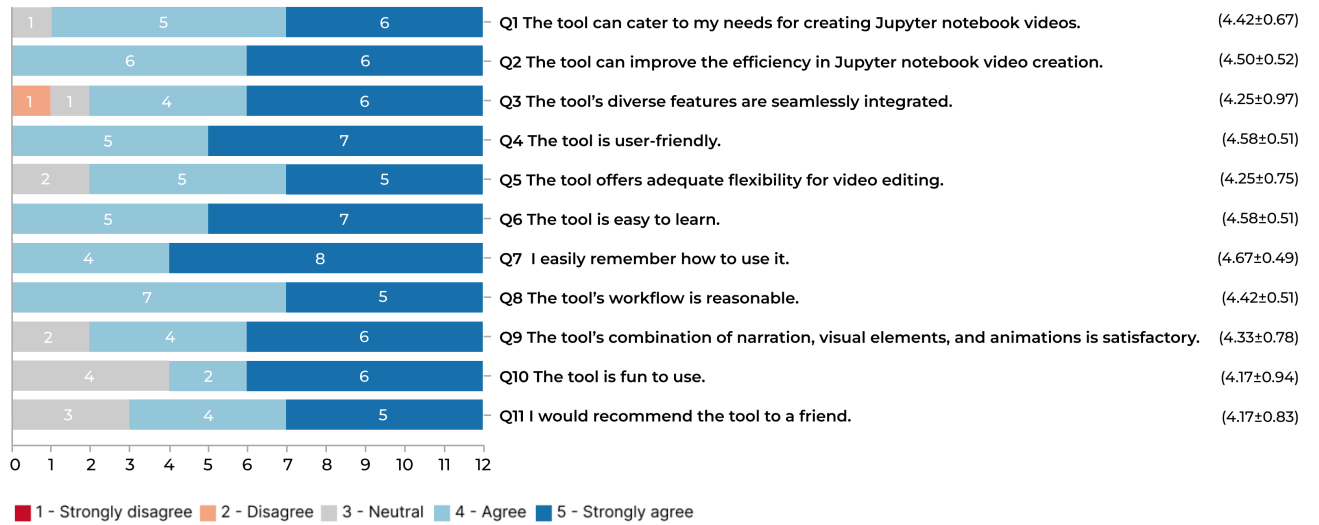 1 5 6 Q1 The tool can cater to my needs for creating Jupyter notebook videos. (4.42±0.67)
6 6 Q2 The tool can improve the efficiency in Jupyter notebook video creation. (4.50±0.52)
1 1 4 6 Q3 The tool’s diverse features are seamlessly integrated. (4.25±0.97)
5 7 Q4 The tool is user-friendly. (4.58±0.51)
2 5 5 Q5 The tool offers adequate flexibility for video editing. (4.25±0.75)
5 7 Q6 The tool is easy to learn. (4.58±0.51)
4 8 Q7 I easily remember how to use it. (4.67±0.49)
7 5 Q8 The tool’s workflow is reasonable. (4.42±0.51)
2 4 6 Q9 The tool’s combination of narration, visual elements, and animations is satisfactory. (4.33±0.78)
4 2 6 Q10 The tool is fun to use. (4.17±0.94)
3 4 5 Q11 I would recommend the tool to a friend. (4.17±0.83)
0 1 2 3 4 5 6 7 8 9 10 11 12
1 - Strongly disagree 2 - Disagree 3 - Neutral 4 - Agree 5 - Strongly agree